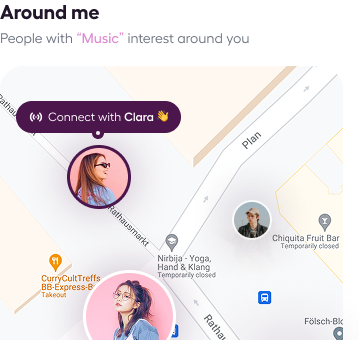 Around me
People with “Music” interest around you
Connect with Clara 👋
Plan
Rathausmarkt
Chiquita Fruit Bar
Temporarily closed
Nirbija - Yoga,
Hand & Klang
Temporarily closed
CurryCultTreffs
BB-Express-B
Takeout
Fölsch-Blo
Rath